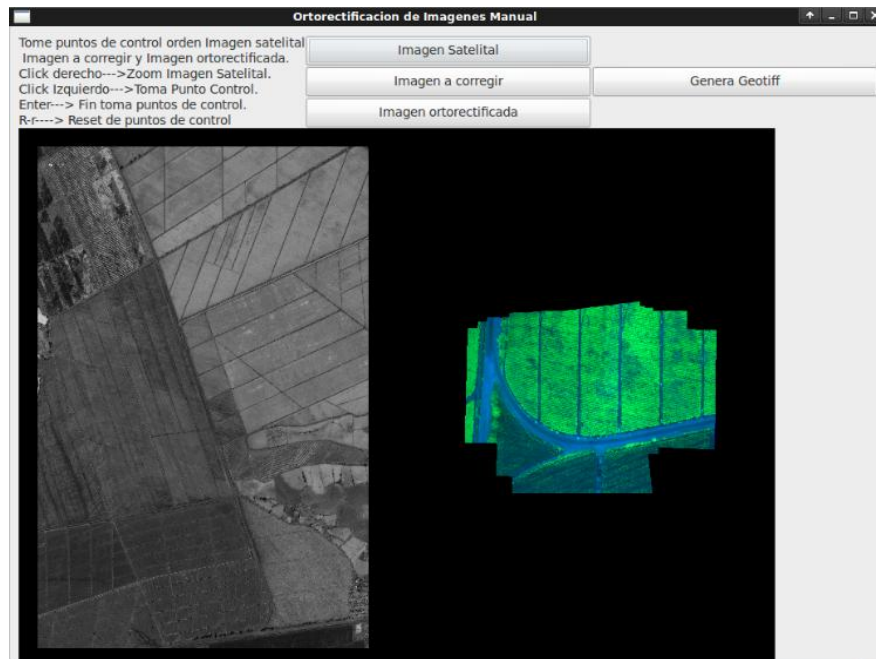 Ortorectificacion de Imagenes Manual
Tome puntos de control orden Imagen satelital
Imagen a corregir y Imagen ortorectificada.
Click derecho--->Zoom Imagen Satelital.
Click Izquierdo--->Toma Punto Control.
Enter---> Fin toma puntos de control.
R-r----> Reset de puntos de control
Imagen Satelital
Imagen a corregir
Genera Geotiff
Imagen ortorectificada